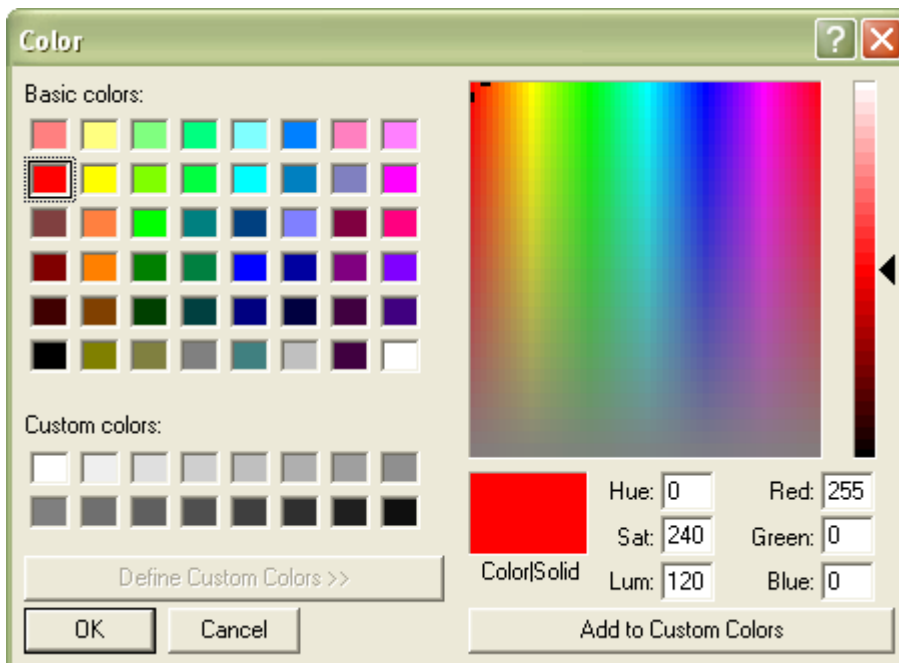 Color
Basic colors:
Custom colors:
Define Custom Colors >>
OK Cancel
Color|Solid
Hue: 0 Red: 255
Sat: 240 Green: 0
Lum: 120 Blue: 0
Add to Custom Colors